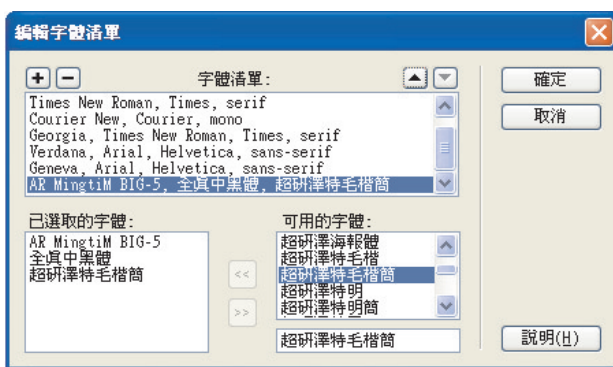 編輯字體清單
字體清單:
確定
Times New Roman, Times, serif
Courier New, Courier, mono
Georgia, Times New Roman, Times, serif
Verdana, Arial, Helvetica, sans-serif
Geneva, Arial, Helvetica, sans-serif
AR MingtiM BIG-5, 全真中黑體, 超研澤特毛楷簡
取消
已選取的字體:
可用的字體:
AR MingtiM BIG-5
全真中黑體
超研澤特毛楷簡
<<
>>
超研澤海報體
超研澤特毛楷
超研澤特毛楷簡
超研澤特明
超研澤特明簡
超研澤特毛楷簡
說明(H)